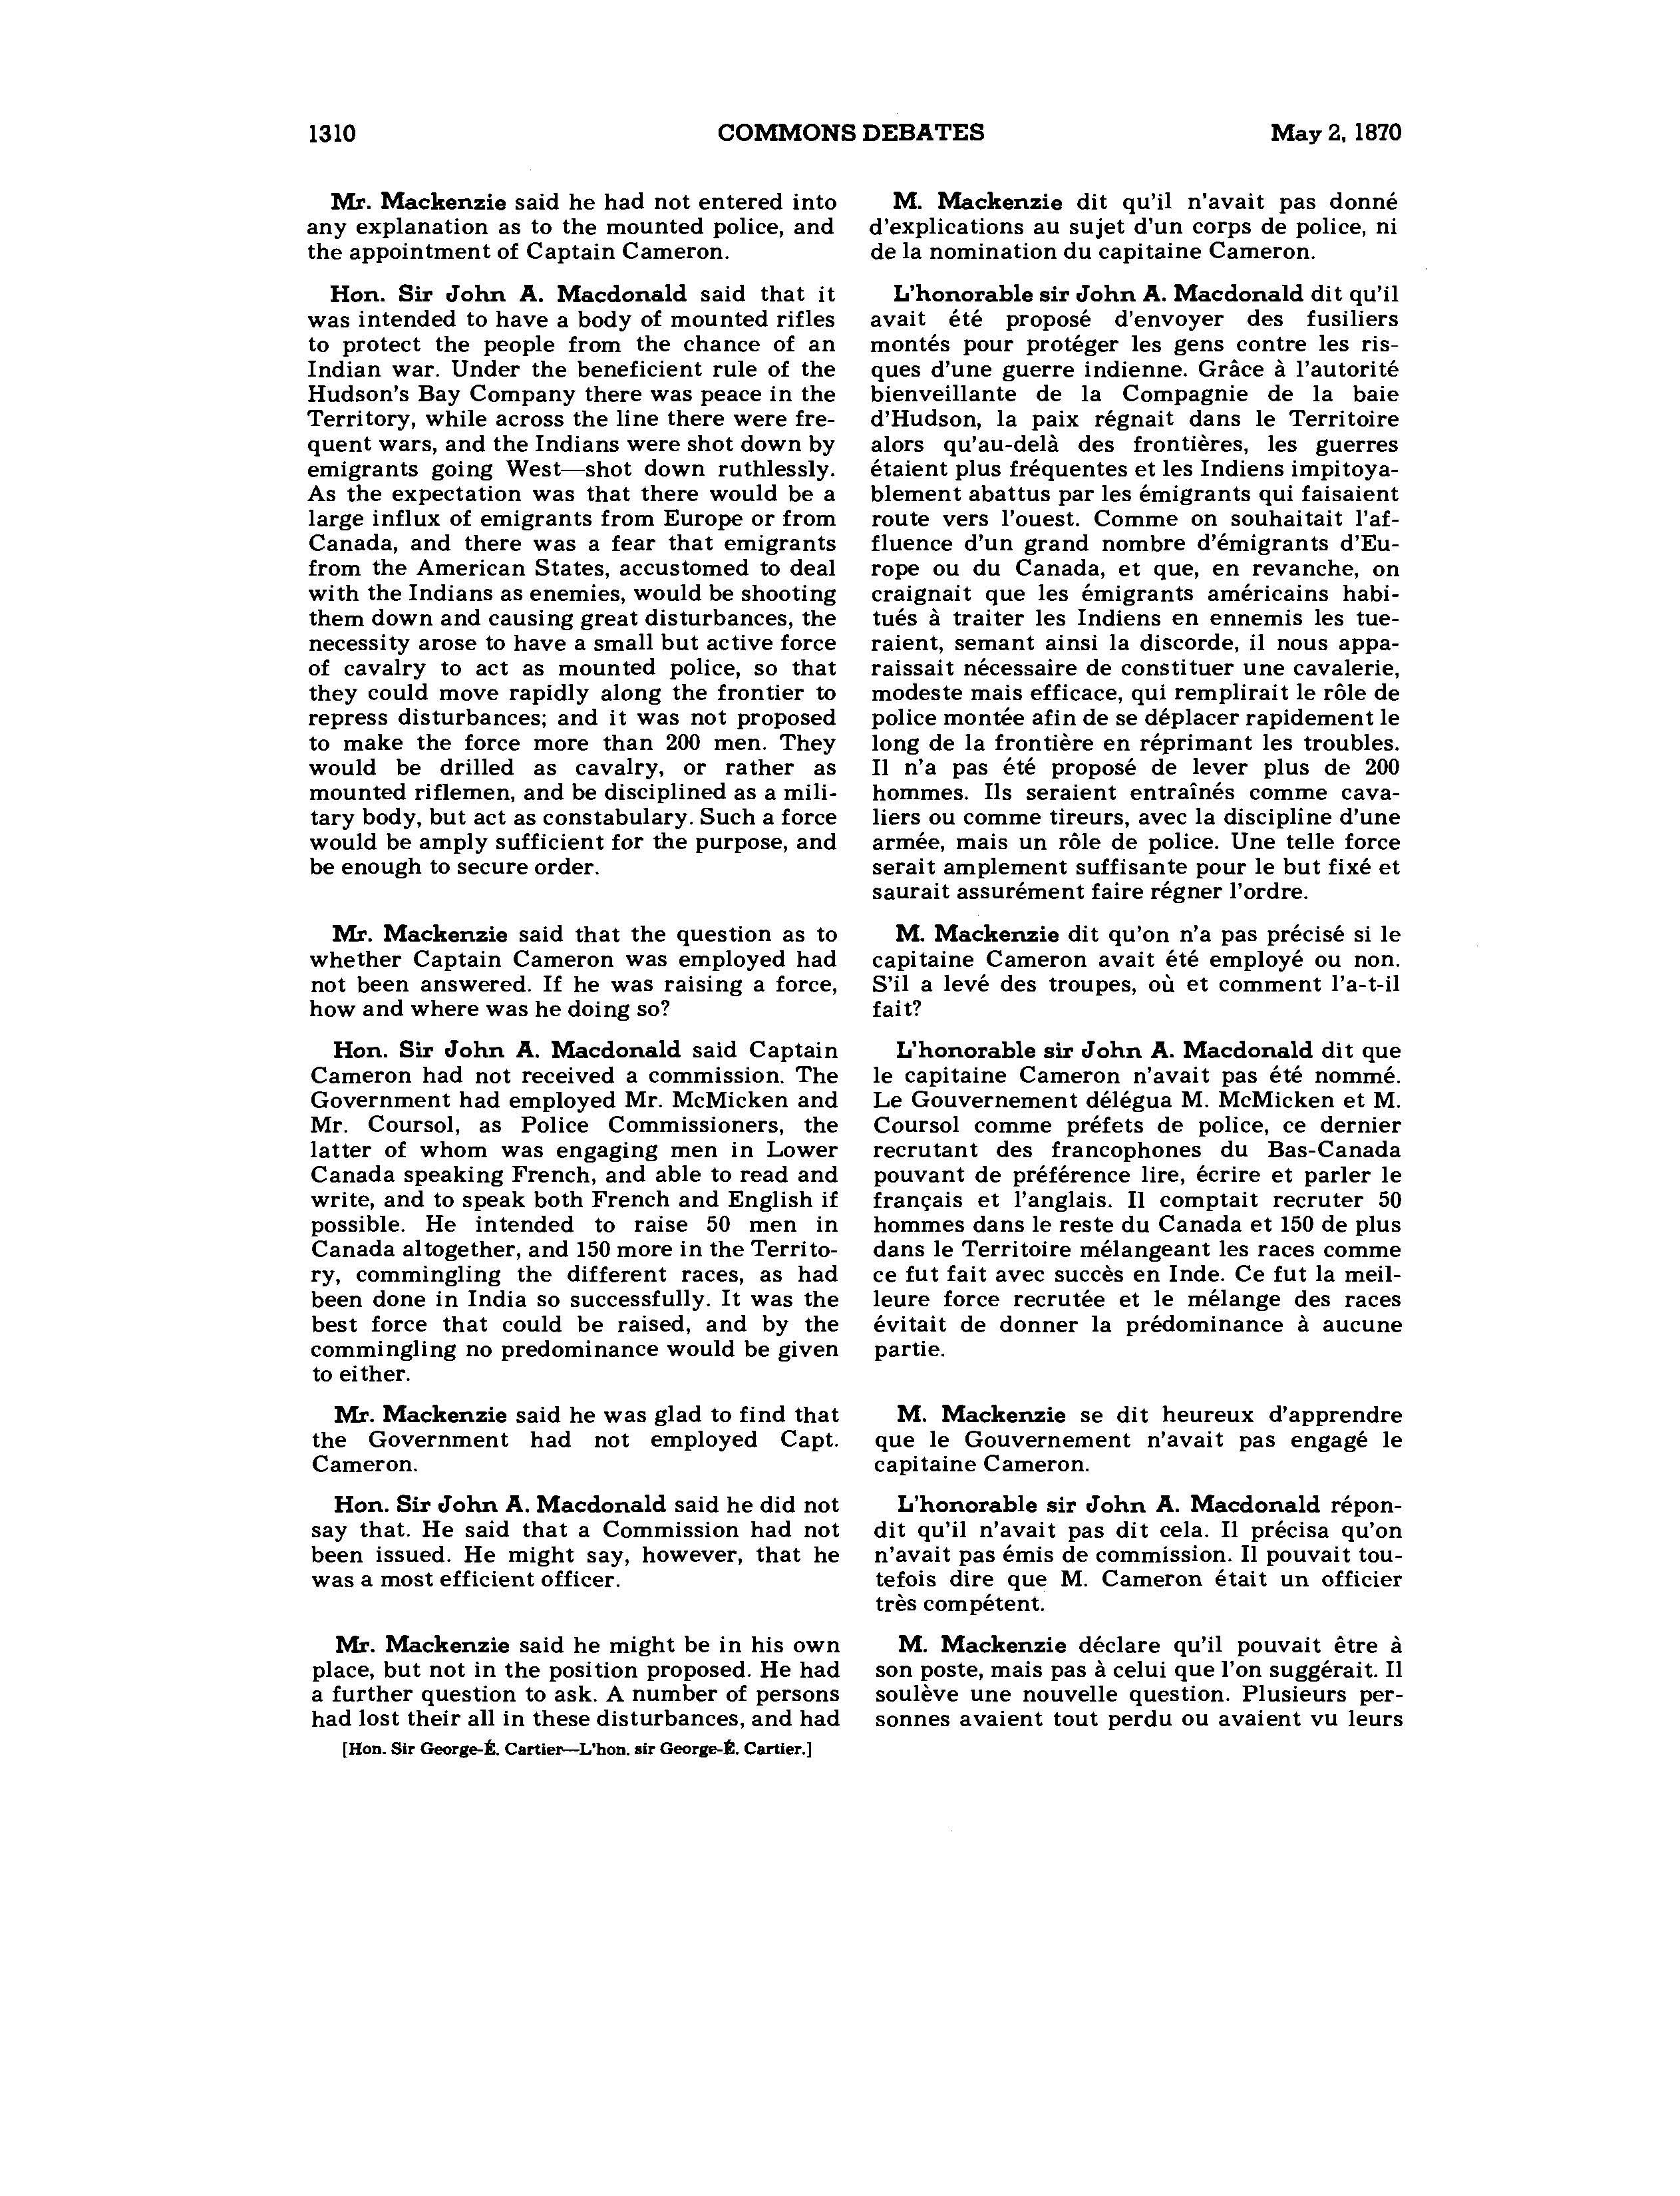 1310 COMMONS DEBATES May 2, 1870
Mr. Mackenzie said he had not entered into
any explanation as to the mounted police, and
the appointment of Captain Cameron.
Hon. Sir John A. Macdonald said that it
was intended to have a body of mounted rifles
to protect the people from the chance of an
Indian war. Under the beneficient rule of the
Hudson's Bay Company there was peace in the
Territory, while across the line there were fre-
quent wars, and the Indians were shot down by
emigrants going West—shot down ruthlessly.
As the expectation was that there would be a
large influx of emigrants from Europe or from
Canada, and there was a fear that emigrants
from the American States, accustomed to deal
with the Indians as enemies, would be shooting
them down and causing great disturbances, the
necessity arose to have a small but active force
of cavalry to act as mounted police, so that
they could move rapidly along the frontier to
repress disturbances; and it was not proposed
to make the force more than 200 men. They
would be drilled as cavalry, or rather as
mounted riflemen, and be disciplined as a mili-
tary body, but act as constabulary. Such a force
would be amply sufficient for the purpose, and
be enough to secure order.
Mr. Mackenzie said that the question as to
whether Captain Cameron was employed had
not been answered. If he was raising a force,
how and where was he doing so?
Hon. Sir John A. Macdonald said Captain
Cameron had not received a commission. The
Government had employed Mr. McMicken and
Mr. Coursol, as Police Commissioners, the
latter of whom was engaging men in Lower
Canada speaking French, and able to read and
write, and to speak both French and English if
possible. He intended to raise 50 men in
Canada altogether, and 150 more in the Territo-
ry, commingling the different races, as had
been done in India so successfully. It was the
best force that could be raised, and by the
commingling no predominance would be given
to either.
Mr. Mackenzie said he was glad to find that
the Government had not employed Capt.
Cameron.
Hon. Sir John A. Macdonald said he did not
say that. He said that a Commission had not
been issued. He might say, however, that he
was a most efficient officer.
Mr. Mackenzie said he might be in his own
place, but not in the position proposed. He had
a further question to ask. A number of persons
had lost their all in these disturbances, and had
[Hon. Sir George-É. Cartier—L'hon. sir George-É. Cartier.]
M. Mackenzie dit qu'il n'avait pas donné
d'explications au sujet d'un corps de police, ni
de la nomination du capitaine Cameron.
L'honorable sir John A. Macdonald dit qu'il
avait été proposé d'envoyer des fusiliers
montés pour protéger les gens contre les ris-
ques d'une guerre indienne. Grâce à l'autorité
bienveillante de la Compagnie de la baie
d'Hudson, la paix régnait dans le Territoire
alors qu'au-delà des frontières, les guerres
étaient plus fréquentes et les Indiens impitoya-
blement abattus par les émigrants qui faisaient
route vers l'ouest. Comme on souhaitait l'af-
fluence d'un grand nombre d'émigrants d'Eu-
rope ou du Canada, et que, en revanche, on
craignait que les émigrants américains habi-
tués à traiter les Indiens en ennemis les tue-
raient, semant ainsi la discorde, il nous appa-
raissait nécessaire de constituer une cavalerie,
modeste mais efficace, qui remplirait le rôle de
police montée afin de se déplacer rapidement le
long de la frontière en réprimant les troubles.
Il n'a pas été proposé de lever plus de 200
hommes. Ils seraient entraînés comme cava-
liers ou comme tireurs, avec la discipline d'une
armée, mais un rôle de police. Une telle force
serait amplement suffisante pour le but fixé et
saurait assurément faire régner l'ordre.
M. Mackenzie dit qu'on n'a pas précisé si le
capitaine Cameron avait été employé ou non.
S'il a levé des troupes, où et comment l'a-t-il
fait?
L'honorable sir John A. Macdonald dit que
le capitaine Cameron n'avait pas été nommé.
Le Gouvernement délégua M. McMicken et M.
Coursol comme préfets de police, ce dernier
recrutant des francophones du Bas-Canada
pouvant de préférence lire, écrire et parler le
français et l'anglais. Il comptait recruter 50
hommes dans le reste du Canada et 150 de plus
dans le Territoire mélangeant les races comme
ce fut fait avec succès en Inde. Ce fut la meil-
leure force recrutée et le mélange des races
évitait de donner la prédominance à aucune
partie.
M. Mackenzie se dit heureux d'apprendre
que le Gouvernement n'avait pas engagé le
capitaine Cameron.
L'honorable sir John A. Macdonald répon-
dit qu'il n'avait pas dit cela. Il précisa qu'on
n'avait pas émis de commission. Il pouvait tou-
tefois dire que M. Cameron était un officier
très compétent.
M. Mackenzie déclare qu'il pouvait être à
son poste, mais pas à celui que l'on suggérait. Il
soulève une nouvelle question. Plusieurs per-
sonnes avaient tout perdu ou avaient vu leurs